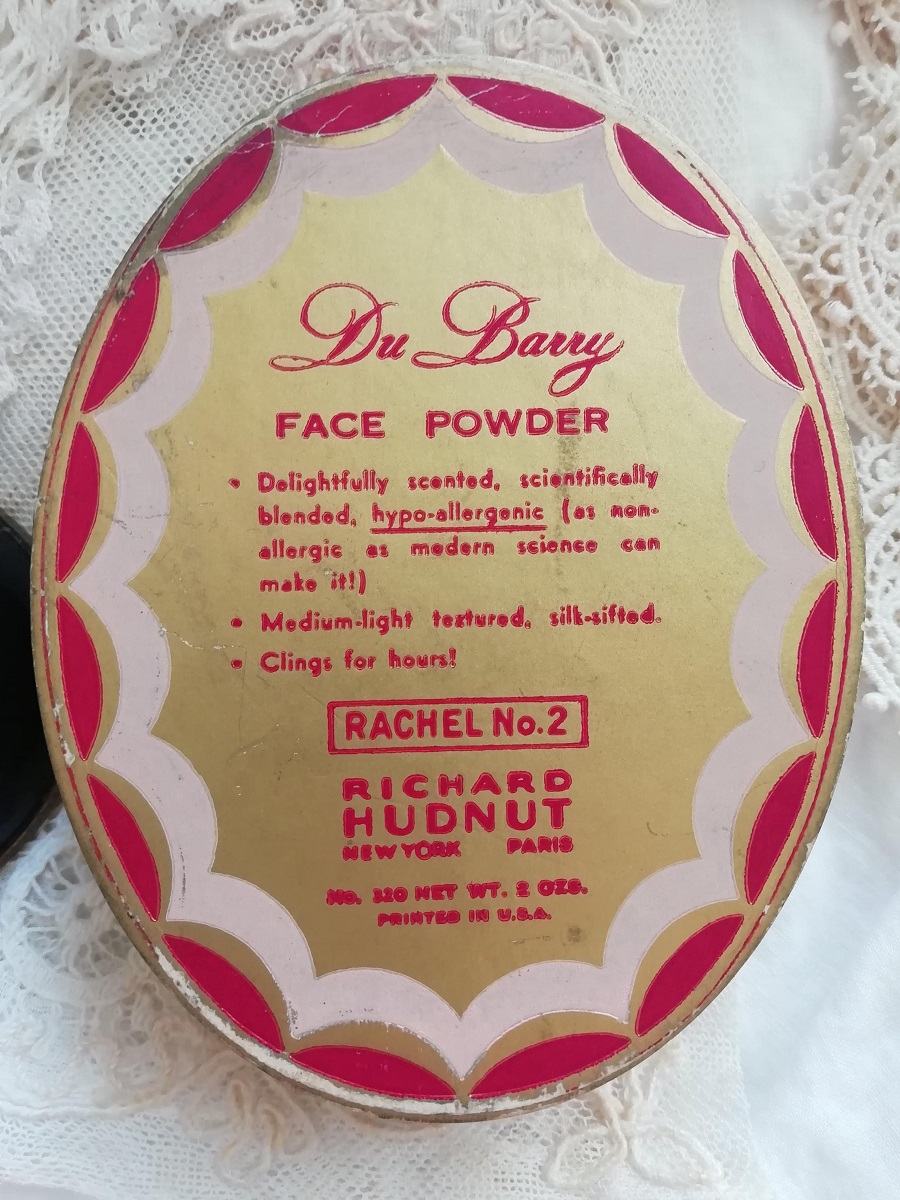 Du Barry
FACE POWDER
• Delightfully scented, scientifically
blended, hypo-allergenic (as non-
allergic as modern science can
make it!)
• Medium-light textured, silk-sifted.
• Clings for hours!
RACHEL No. 2
RICHARD
HUDNUT
NEW YORK PARIS
No. 320 NET WT. 2 OZS.
PRINTED IN U.S.A.